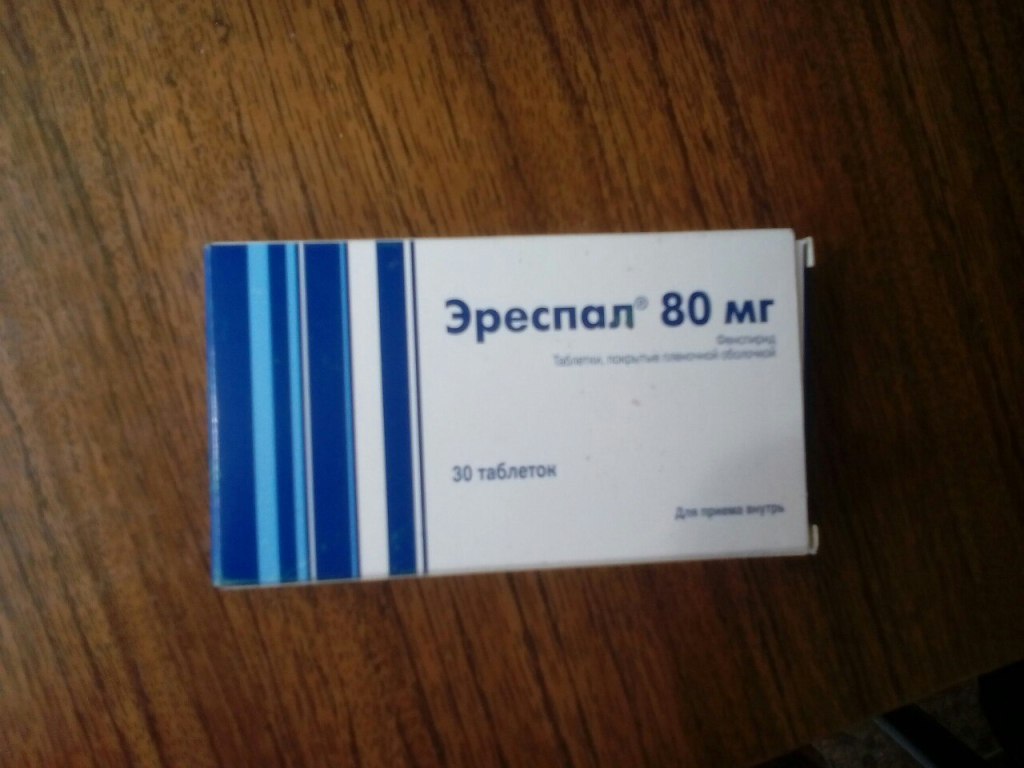 Эреспал® 80 мг
Фенспирид
Таблетки, покрытые пленочной оболочкой
30 таблеток
Для приема внутрь